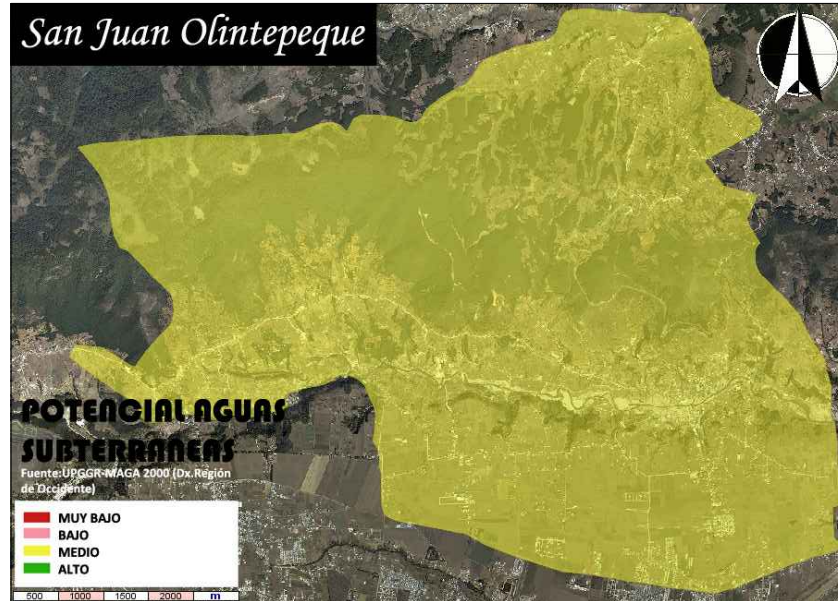 San Juan Olintepeque
POTENCIAL AGUAS
SUBTERRANEAS
Fuente:UPGGR-MAGA 2000 (Dx.Región
de Occidente)
MUY BAJO
BAJO
MEDIO
ALTO
500 1000 1500 2000 m